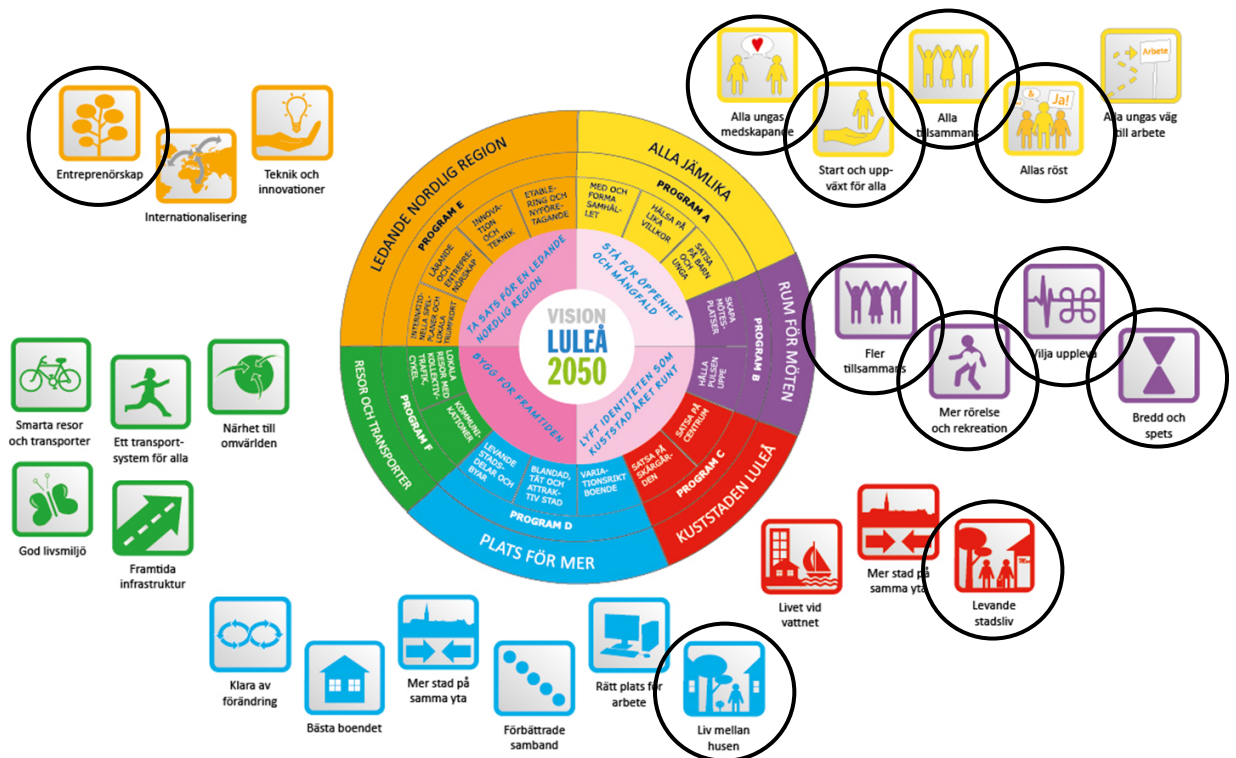 Entreprenörskap
Internationalisering
Teknik och
innovationer
Alla ungas
medskapande
Start och upp-
växt för alla
Alla
tillsammans
& Ja!
Allas röst
Arbete
Alla ungas väg
till arbete
LEDANDE NORDLIG REGION
PROGRAM E
INTERNATIO-
NELLA SPEL-
PLANER OCH
LOKALA
TRUMFKORT
LÄRANDE
OCH
ENTREPRE-
NÖRSKAP
INNOVA-
TION
OCH
TEKNIK
ETABLE-
RING OCH
NYFÖRE-
TAGANDE
ALLA JÄMLIKA
PROGRAM A
MED OCH
FORMA
SAMHÄL-
LET
HÄLSA PÅ
LIKA
VILLKOR
SATSA
PÅ BARN
OCH
UNGA
RUM FÖR MÖTEN
PROGRAM B
SKAPA
MÖTES-
PLATSER
HÅLLA
PULSEN
UPPE
KUSTSTADEN LULEÅ
PROGRAM C
SATSA PÅ
CENTRUM
SATSA PÅ
SKÄRGÅR-
DEN
PLATS FÖR MER
PROGRAM D
VARIA-
TIONSRIKT
BOENDE
BLANDAD,
TÄT OCH
ATTRAK-
TIV STAD
LEVANDE
STADS-
DELAR OCH
BYAR
RESOR OCH TRANSPORTER
PROGRAM F
KOMMUNI-
KATIONER
LOKALA
RESOR MED
KOLLEKTIV-
TRAFIK,
CYKEL
TA SATS FÖR EN LEDANDE
NORDLIG REGION
STÅ FÖR ÖPPENHET
OCH MÅNGFALD
LYFT IDENTITETEN SOM
KUSTSTAD ÅRET RUNT
BYGG FÖR FRAMTIDEN
VISION
LULEÅ
2050
Fler
tillsammans
Mer rörelse
och rekreation
Vilja uppleva
Bredd och
spets
Smarta resor
och transporter
Ett transport-
system för alla
Närhet till
omvärlden
God livsmiljö
Framtida
infrastruktur
Livet vid
vattnet
Mer stad på
samma yta
Levande
stadsliv
Klara av
förändring
Bästa boendet
Mer stad på
samma yta
Förbättrade
samband
Rätt plats för
arbete
Liv mellan
husen